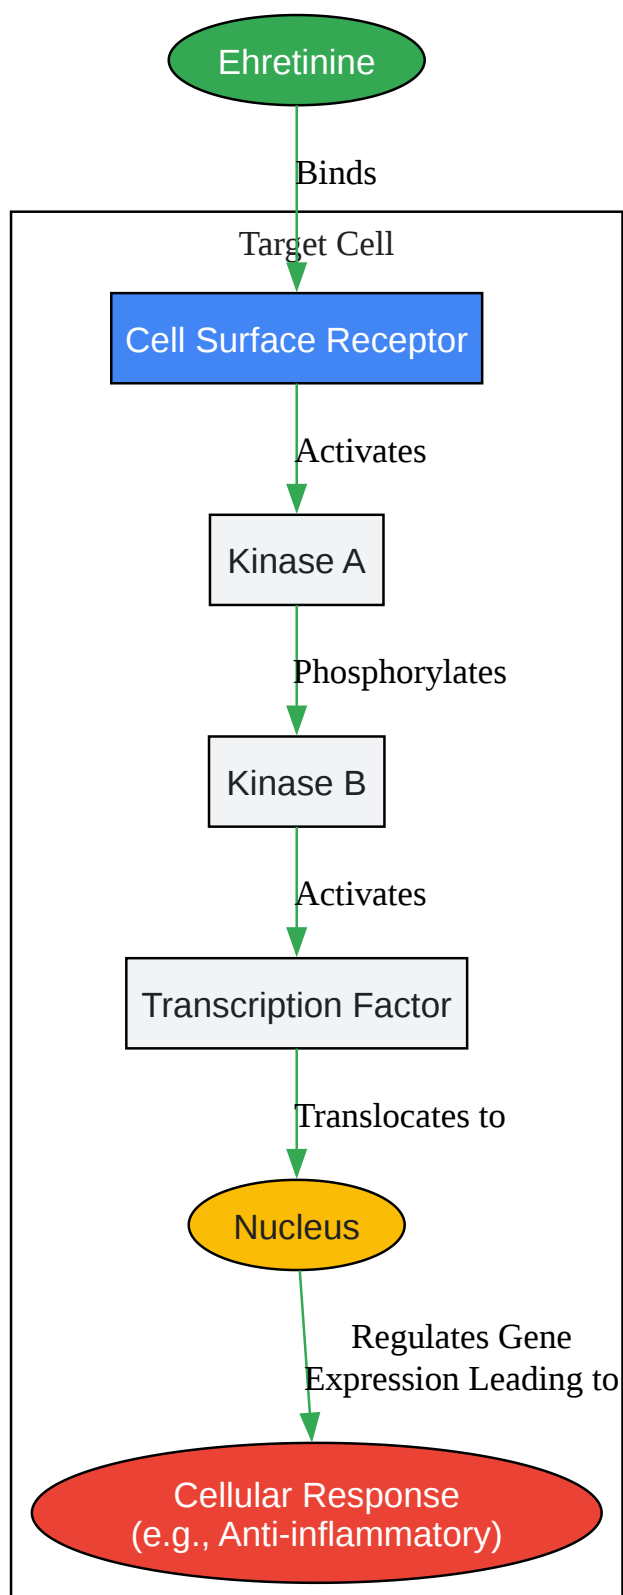 Ehretinine
Binds
Target Cell
Cell Surface Receptor
Activates
Kinase A
Phosphorylates
Kinase B
Activates
Transcription Factor
Translocates to
Nucleus
Regulates Gene
Expression Leading to
Cellular Response
(e.g., Anti-inflammatory)